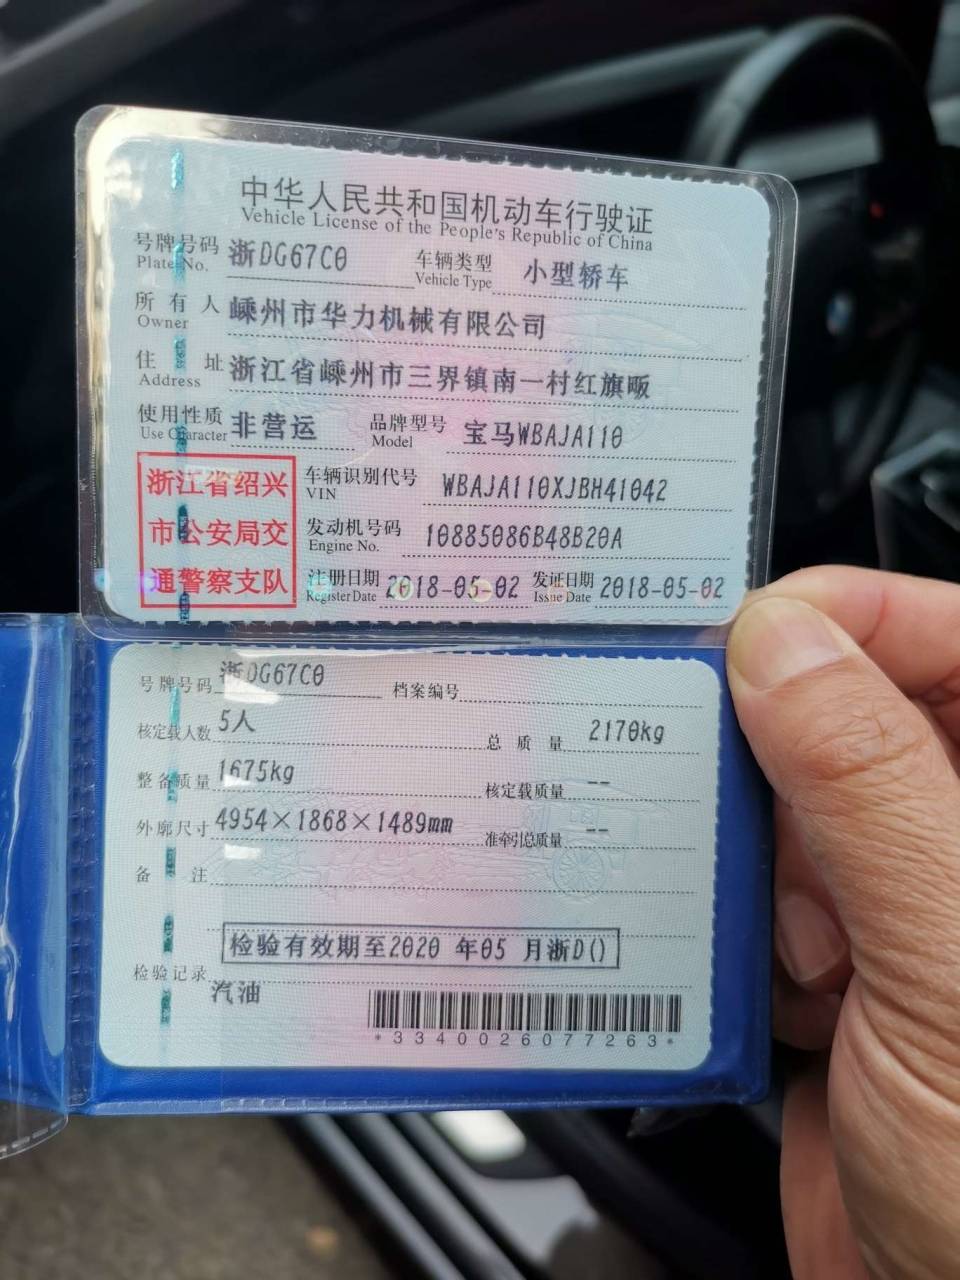 中华人民共和国机动车行驶证
Vehicle License of the People's Republic of China
号牌号码 浙DG67C0 车辆类型 小型轿车
Plate No. Vehicle Type
所有人 嵊州市华力机械有限公司
Owner
住址 浙江省嵊州市三界镇南一村红旗畈
Address
使用性质 非营运 品牌型号 宝马WBAJA110
Use Character Model
浙江省绍兴
市公安局交
通警察支队
车辆识别代号 WBAJA110XJBH41042
VIN
发动机号码 10885086B48B20A
Engine No.
注册日期 2018-05-02 发证日期 2018-05-02
Register Date Issue Date
号牌号码 浙DG67C0 档案编号
核定载人数 5人 总质量 2170kg
整备质量 1675kg 核定载质量 --
外廓尺寸 4954×1868×1489mm 准牵引总质量 --
备注
检验有效期至2020 年05 月浙D()
检验记录
汽油
*3340026077263*